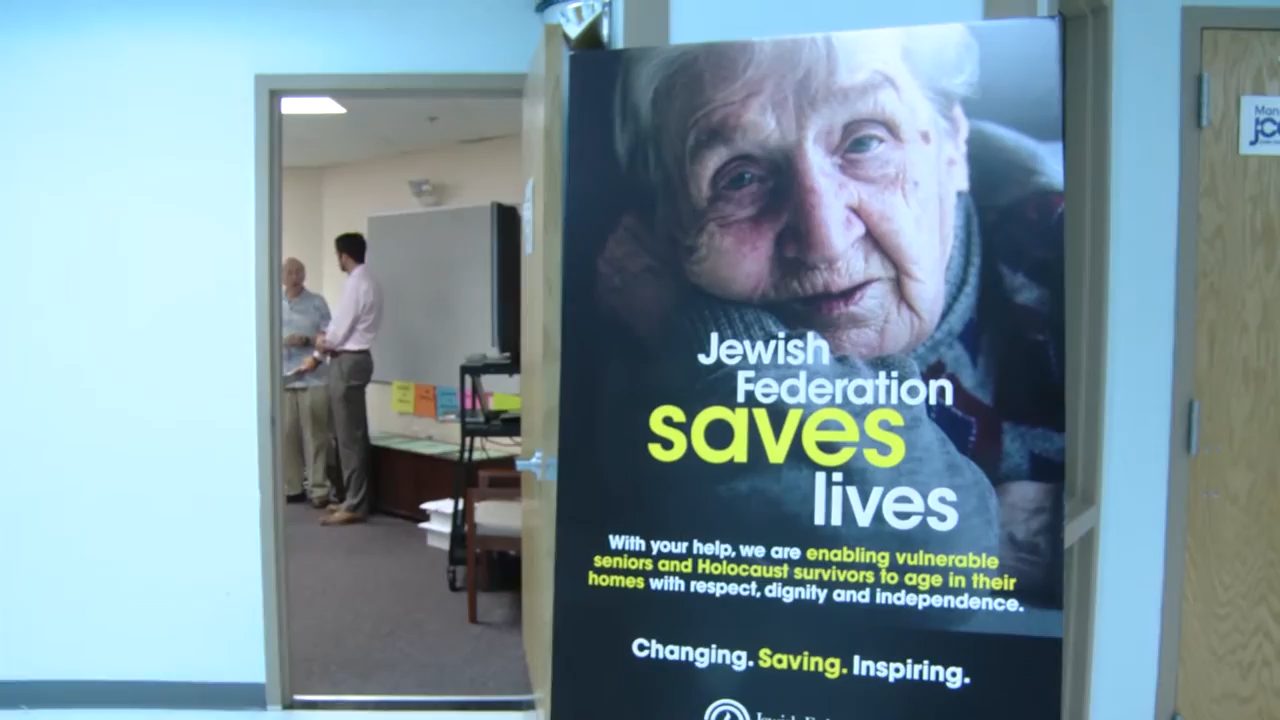 Jewish
Federation
saves
lives
With your help, we are enabling vulnerable
seniors and Holocaust survivors to age in their
homes with respect, dignity and independence.
Changing. Saving. Inspiring.
Jewish